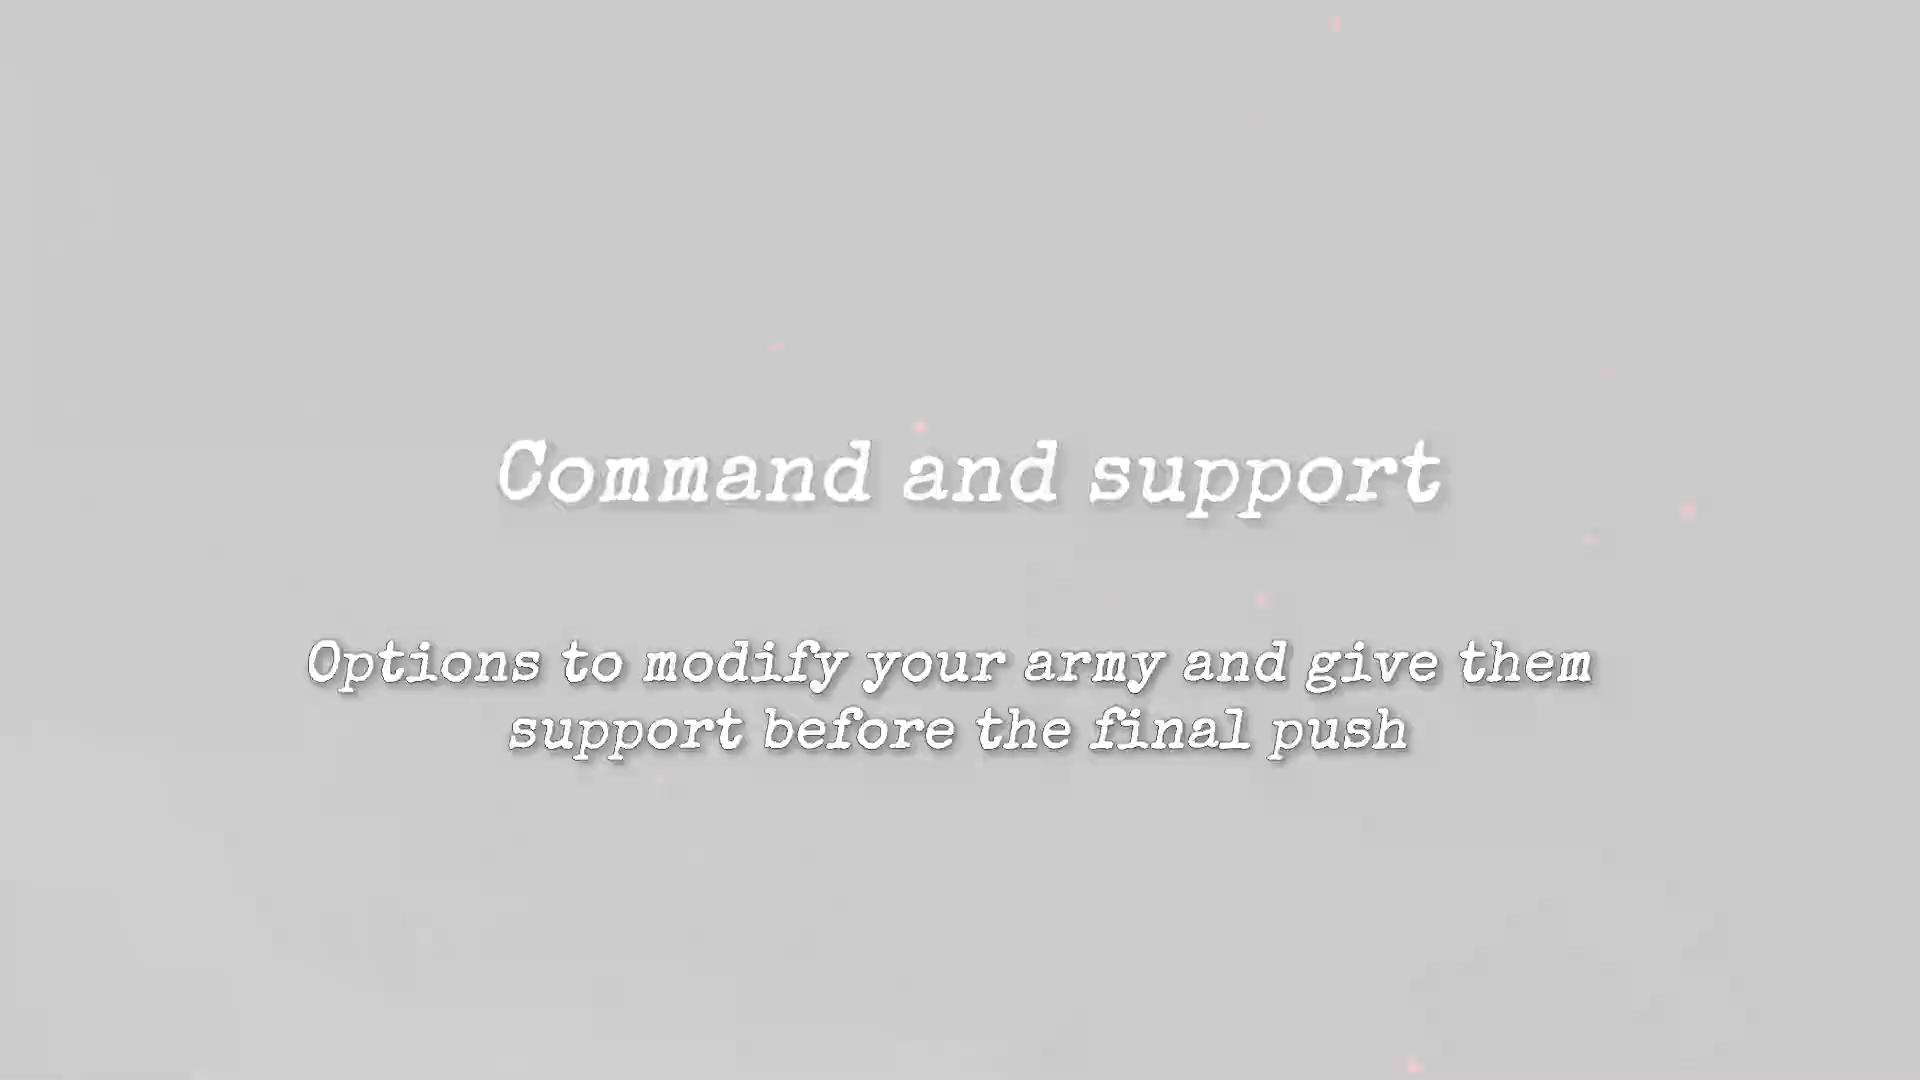 Command and support
Options to modify your army and give them
support before the final push